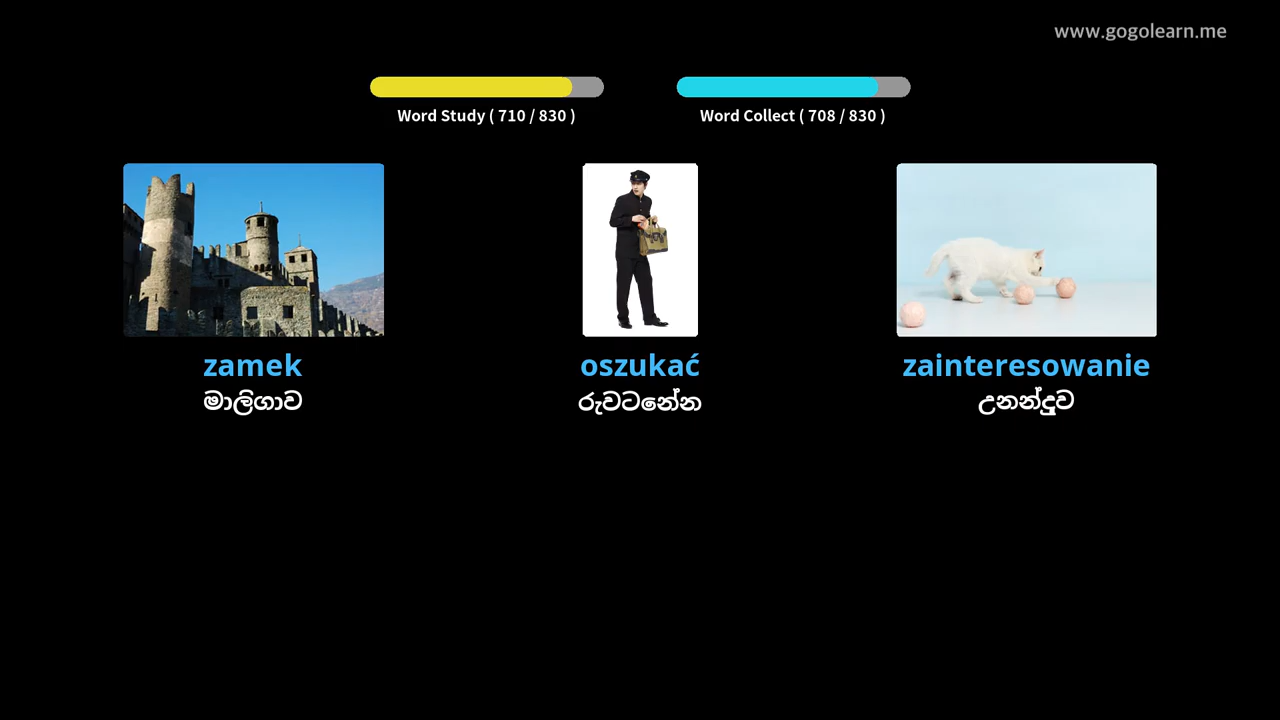 www.gogolearn.me
Word Study ( 710 / 830 )
Word Collect ( 708 / 830 )
zamek
මාලිගාව
oszukać
රුවටනේන
zainteresowanie
උනන්දුව